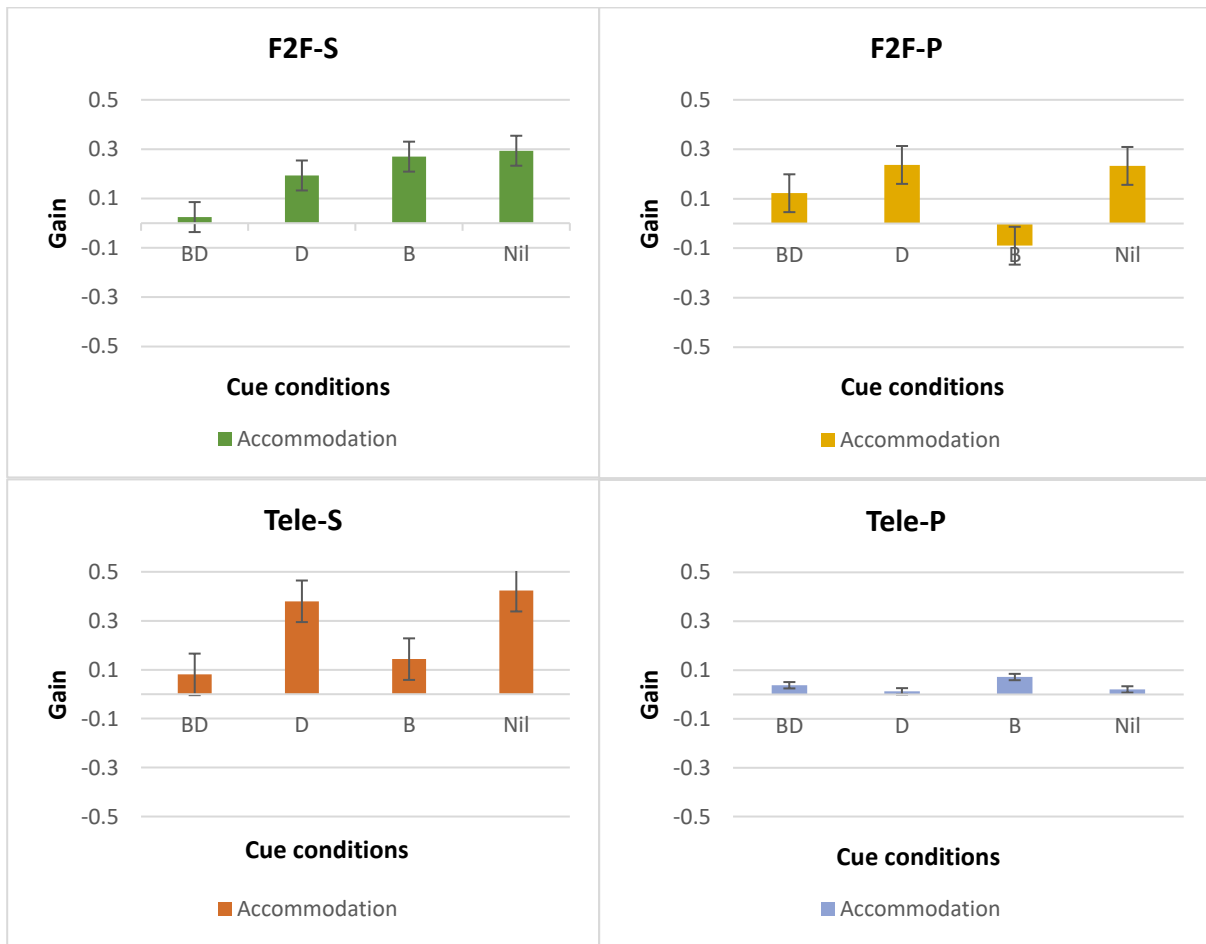 F2F-S
0.5
0.3
0.1
-0.1
-0.3
-0.5
Gain
BD D B Nil
Cue conditions
Accommodation
F2F-P
0.5
0.3
0.1
-0.1
-0.3
-0.5
Gain
BD D B Nil
Cue conditions
Accommodation
Tele-S
0.5
0.3
0.1
-0.1
-0.3
-0.5
Gain
BD D B Nil
Cue conditions
Accommodation
Tele-P
0.5
0.3
0.1
-0.1
-0.3
-0.5
Gain
BD D B Nil
Cue conditions
Accommodation